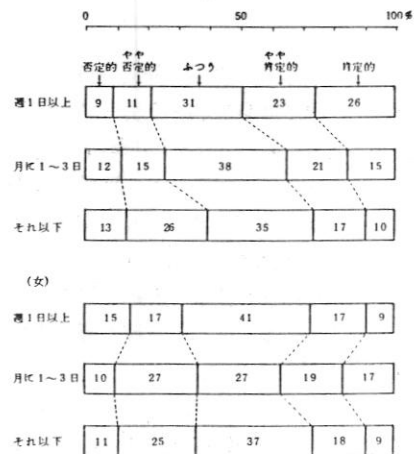 0 50 100%
否定的 やや否定的 ふつう やや肯定的 肯定的
週1日以上 9 11 31 23 26
月に1〜3日 12 15 38 21 15
それ以下 13 26 35 17 10
(女)
週1日以上 15 17 41 17 9
月に1〜3日 10 27 27 19 17
それ以下 11 25 37 18 9